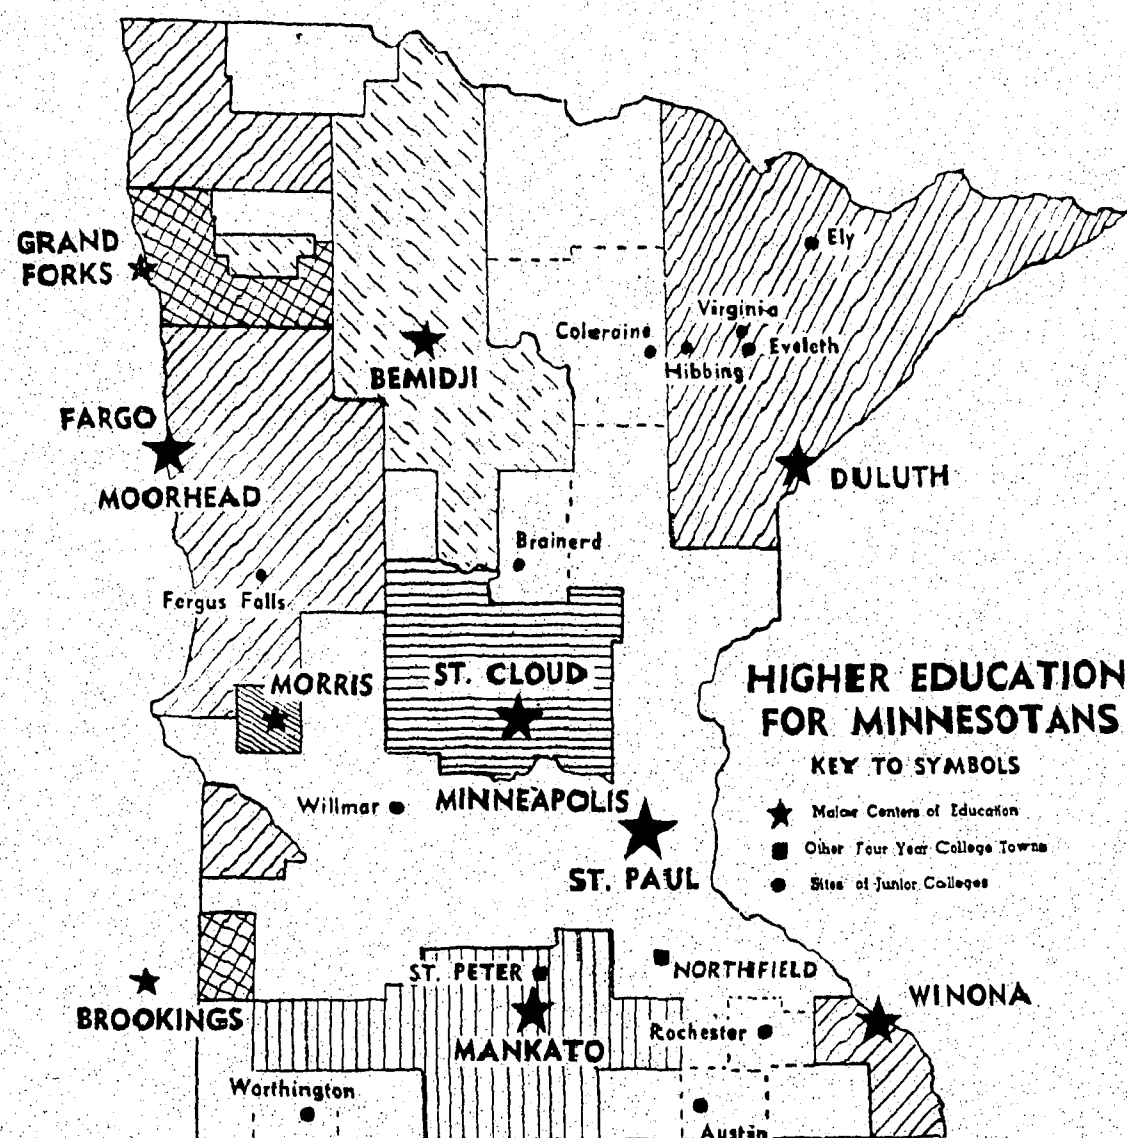 GRAND
FORKS
Ely
Virginia
Coleraine
Eveleth
Hibbing
BEMIDJI
FARGO
MOORHEAD
DULUTH
Brainerd
Fergus Falls
ST. CLOUD
MORRIS
HIGHER EDUCATION
FOR MINNESOTANS
KEY TO SYMBOLS
Major Centers of Education
Other Four Year College Towns
Sites of Junior Colleges
Willmar
MINNEAPOLIS
ST. PAUL
ST. PETER
NORTHFIELD
BROOKINGS
WINONA
Rochester
MANKATO
Worthington
Austin